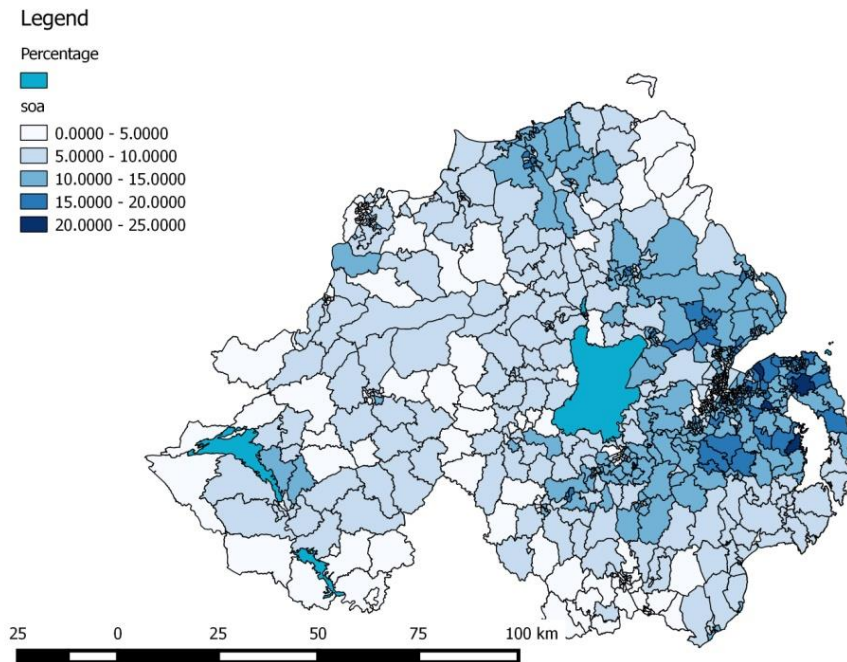 Legend
Percentage
soa
0.0000 - 5.0000
5.0000 - 10.0000
10.0000 - 15.0000
15.0000 - 20.0000
20.0000 - 25.0000
25 0 25 50 75 100 km